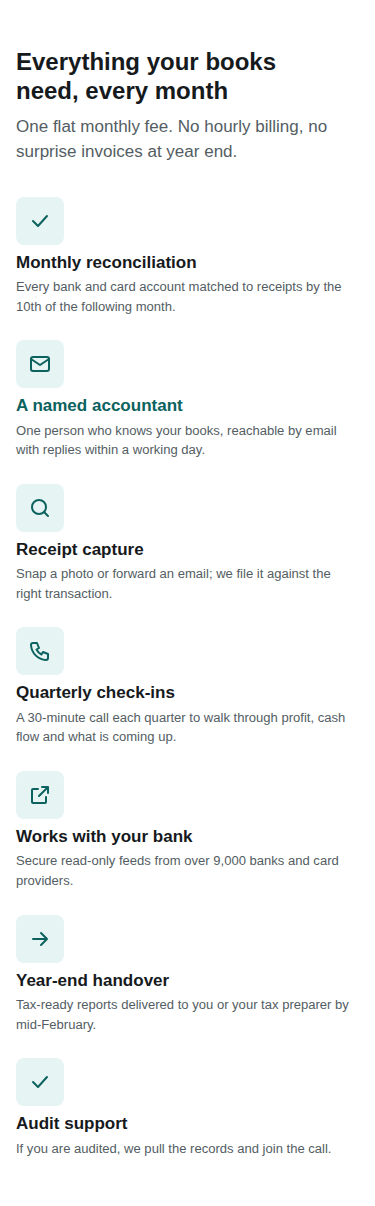 Everything your books
need, every month
One flat monthly fee. No hourly billing, no
surprise invoices at year end.
Monthly reconciliation
Every bank and card account matched to receipts by the
10th of the following month.
A named accountant
One person who knows your books, reachable by email
with replies within a working day.
Receipt capture
Snap a photo or forward an email; we file it against the
right transaction.
Quarterly check-ins
A 30-minute call each quarter to walk through profit, cash
flow and what is coming up.
Works with your bank
Secure read-only feeds from over 9,000 banks and card
providers.
Year-end handover
Tax-ready reports delivered to you or your tax preparer by
mid-February.
Audit support
If you are audited, we pull the records and join the call.